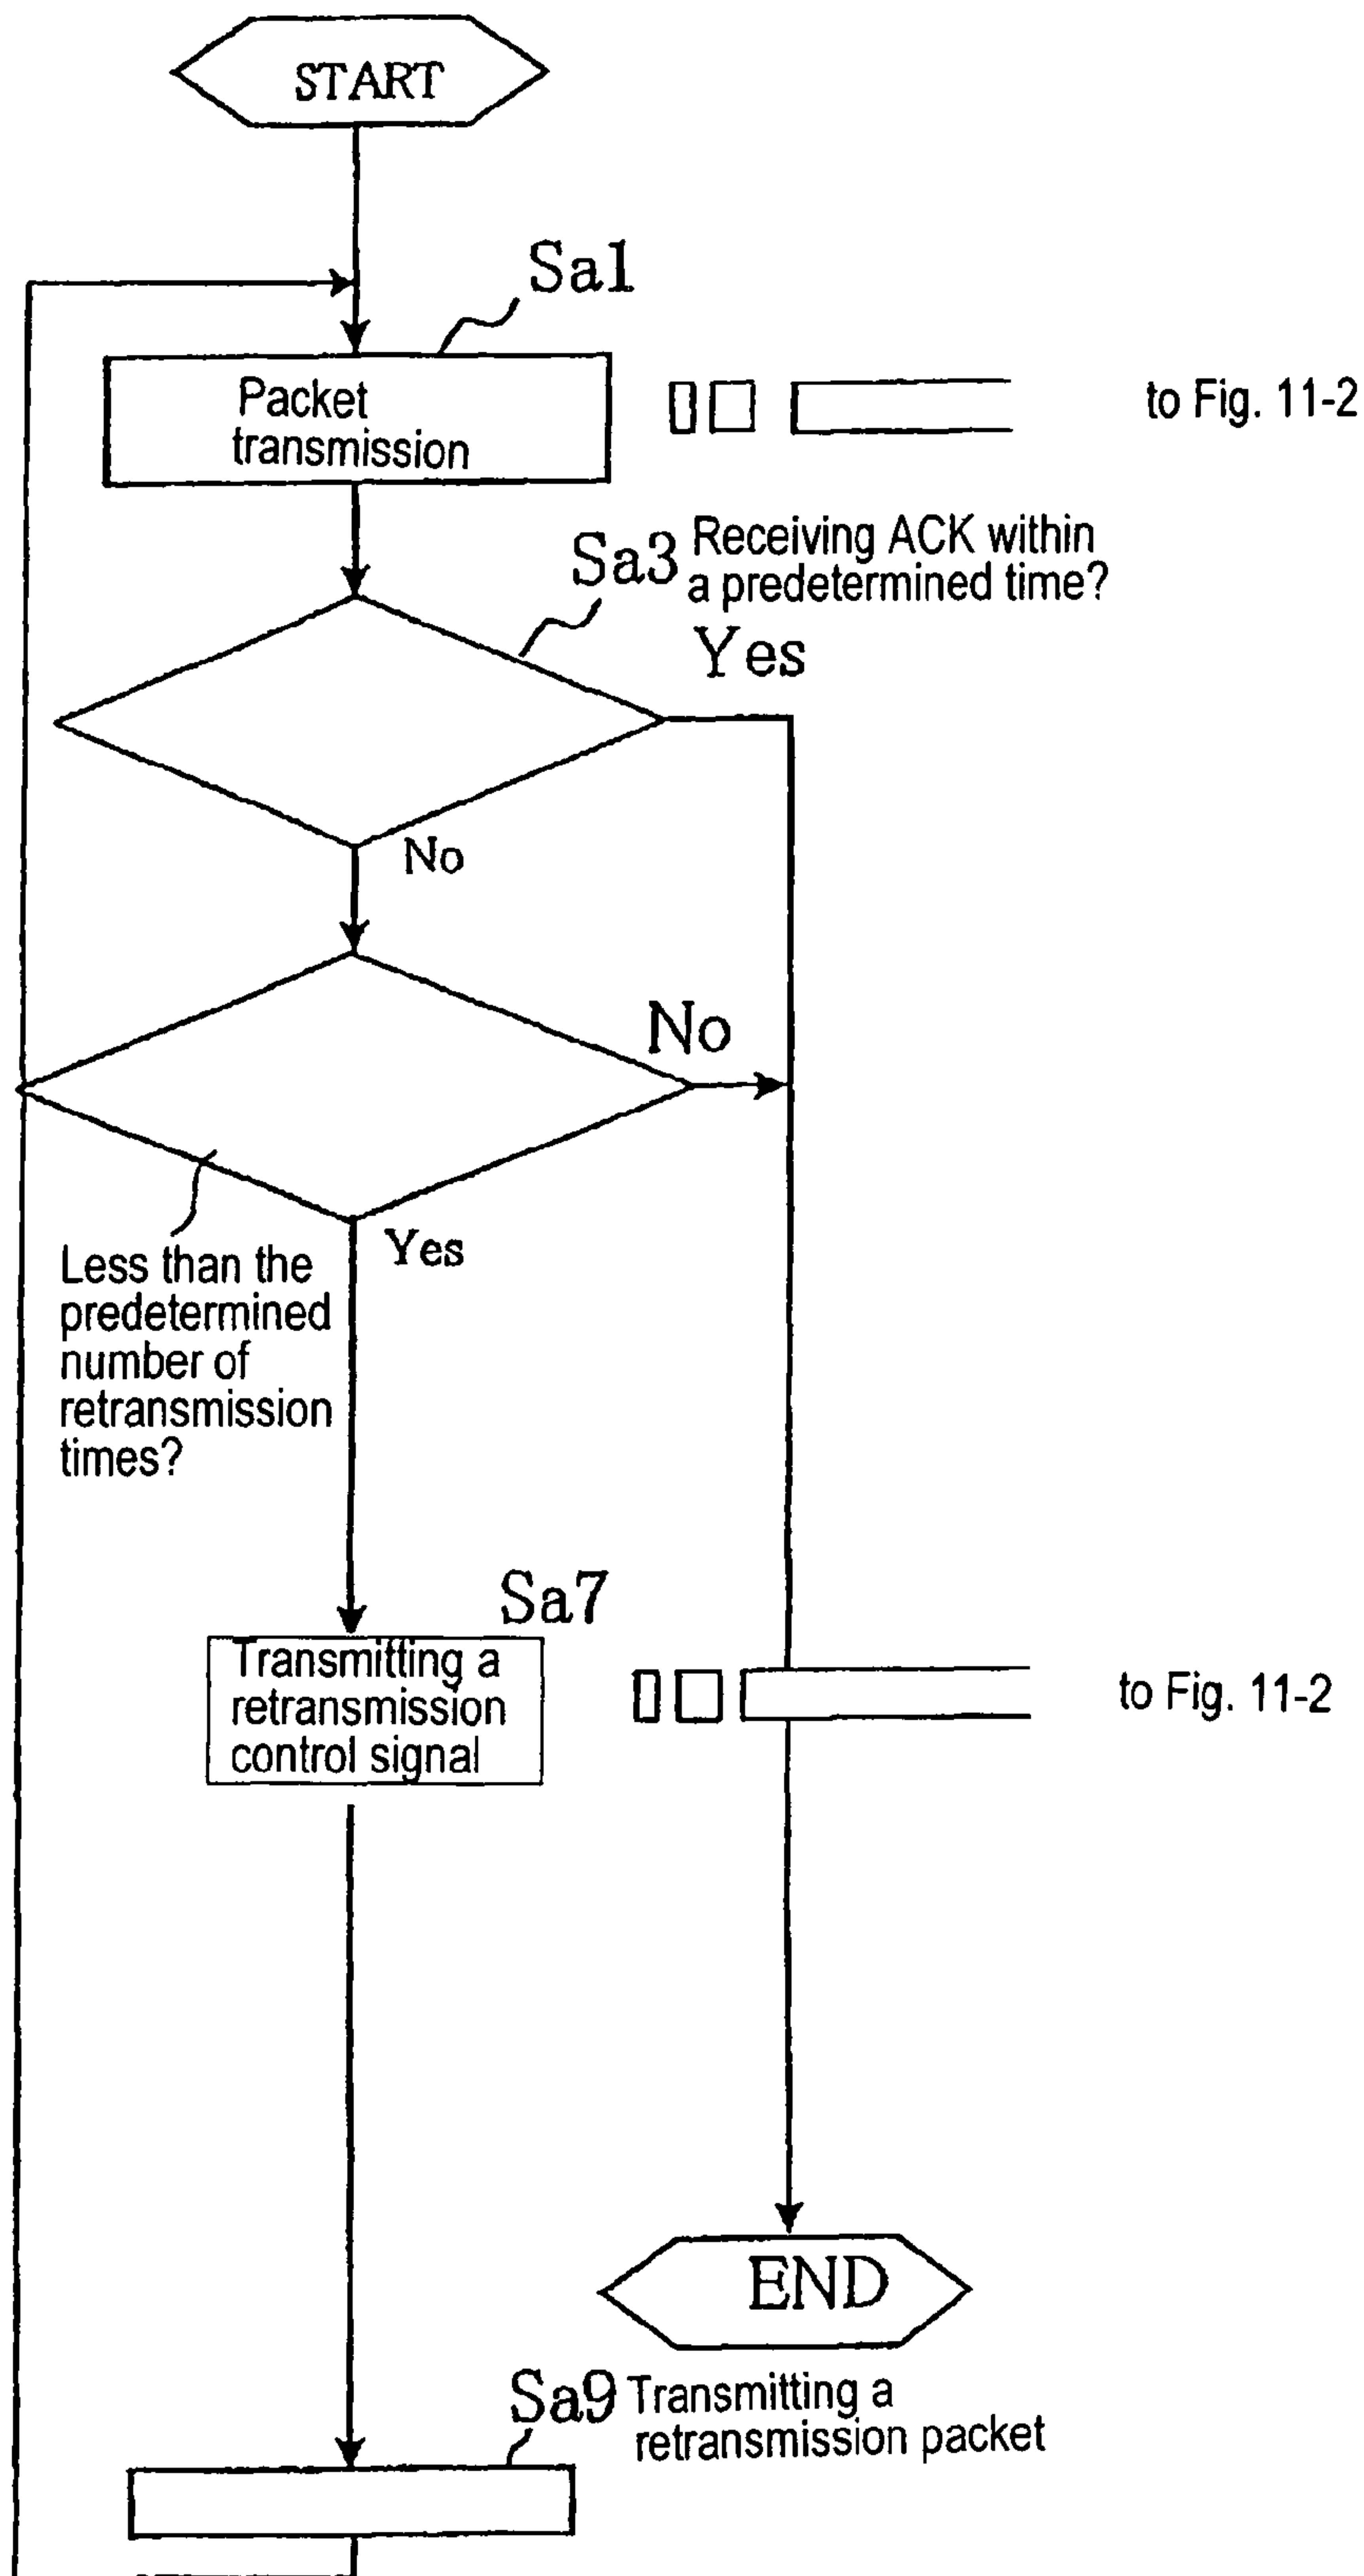 START
Sa1
Packet
transmission
to Fig. 11-2
Sa3
Receiving ACK within
a predetermined time?
Yes
No
No
Yes
Less than the
predetermined
number of
retransmission
times?
Sa7
Transmitting a
retransmission
control signal
to Fig. 11-2
END
Sa9
Transmitting a
retransmission packet